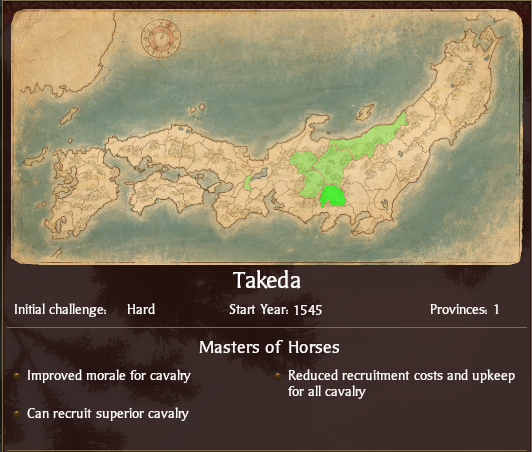 Takeda
Initial challenge: Hard Start Year: 1545 Provinces: 1
Masters of Horses
Improved morale for cavalry
Reduced recruitment costs and upkeep
for all cavalry
Can recruit superior cavalry